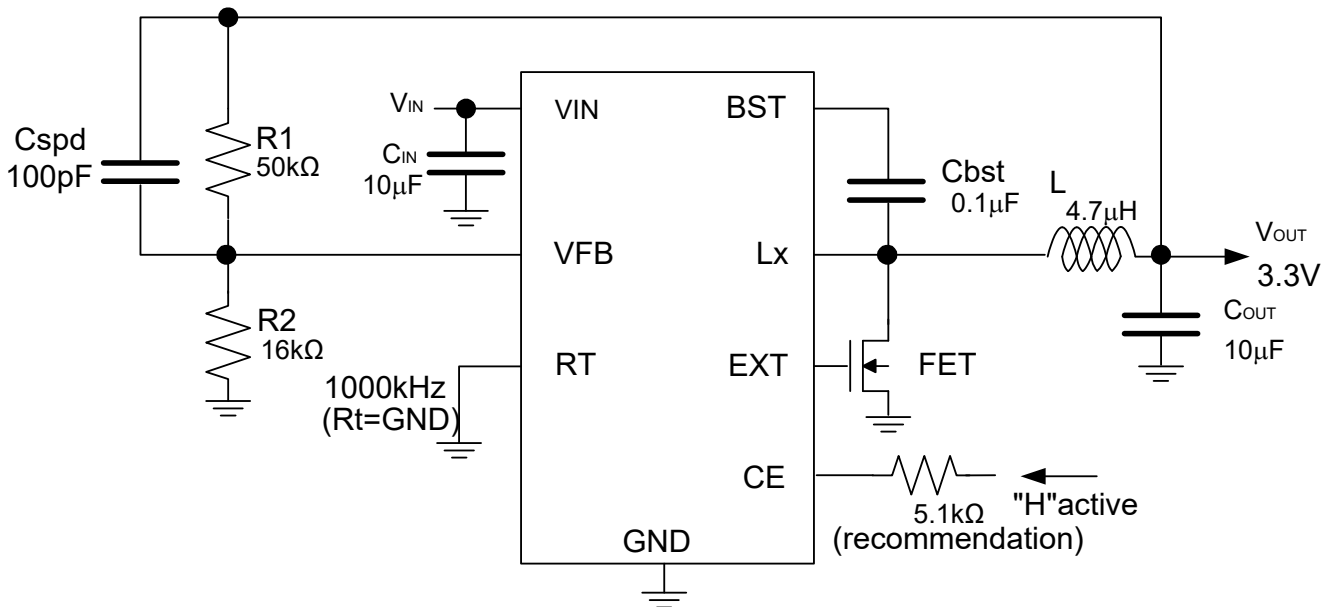 Cspd
100pF
R1
50kΩ
R2
16kΩ
VIN
CIN
10μF
1000kHz
(Rt=GND)
VIN
VFB
RT
BST
Lx
EXT
CE
GND
Cbst
0.1μF
L
4.7μH
FET
VOUT
3.3V
COUT
10μF
5.1kΩ
(recommendation)
"H"active